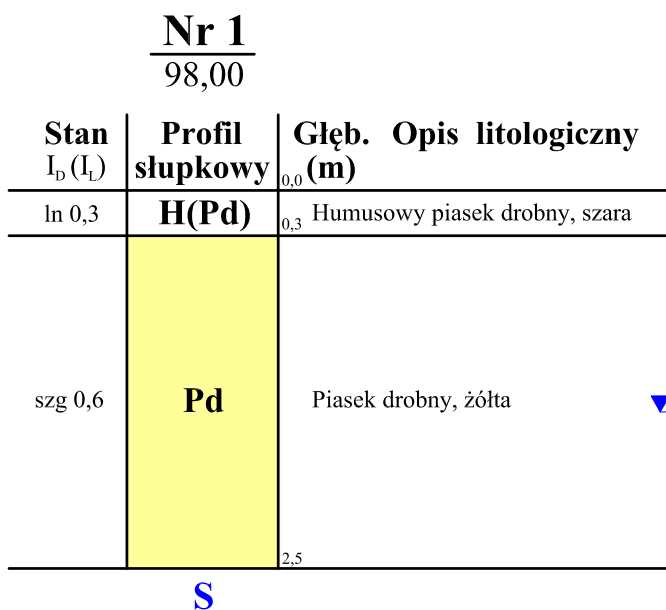 Nr 1
98,00
Stan Profil Głęb. Opis litologiczny
I_D (I_L) słupkowy 0,0 (m)
ln 0,3 H(Pd) 0,3 Humusowy piasek drobny, szara
szg 0,6 Pd Piasek drobny, żółta
2,5
S